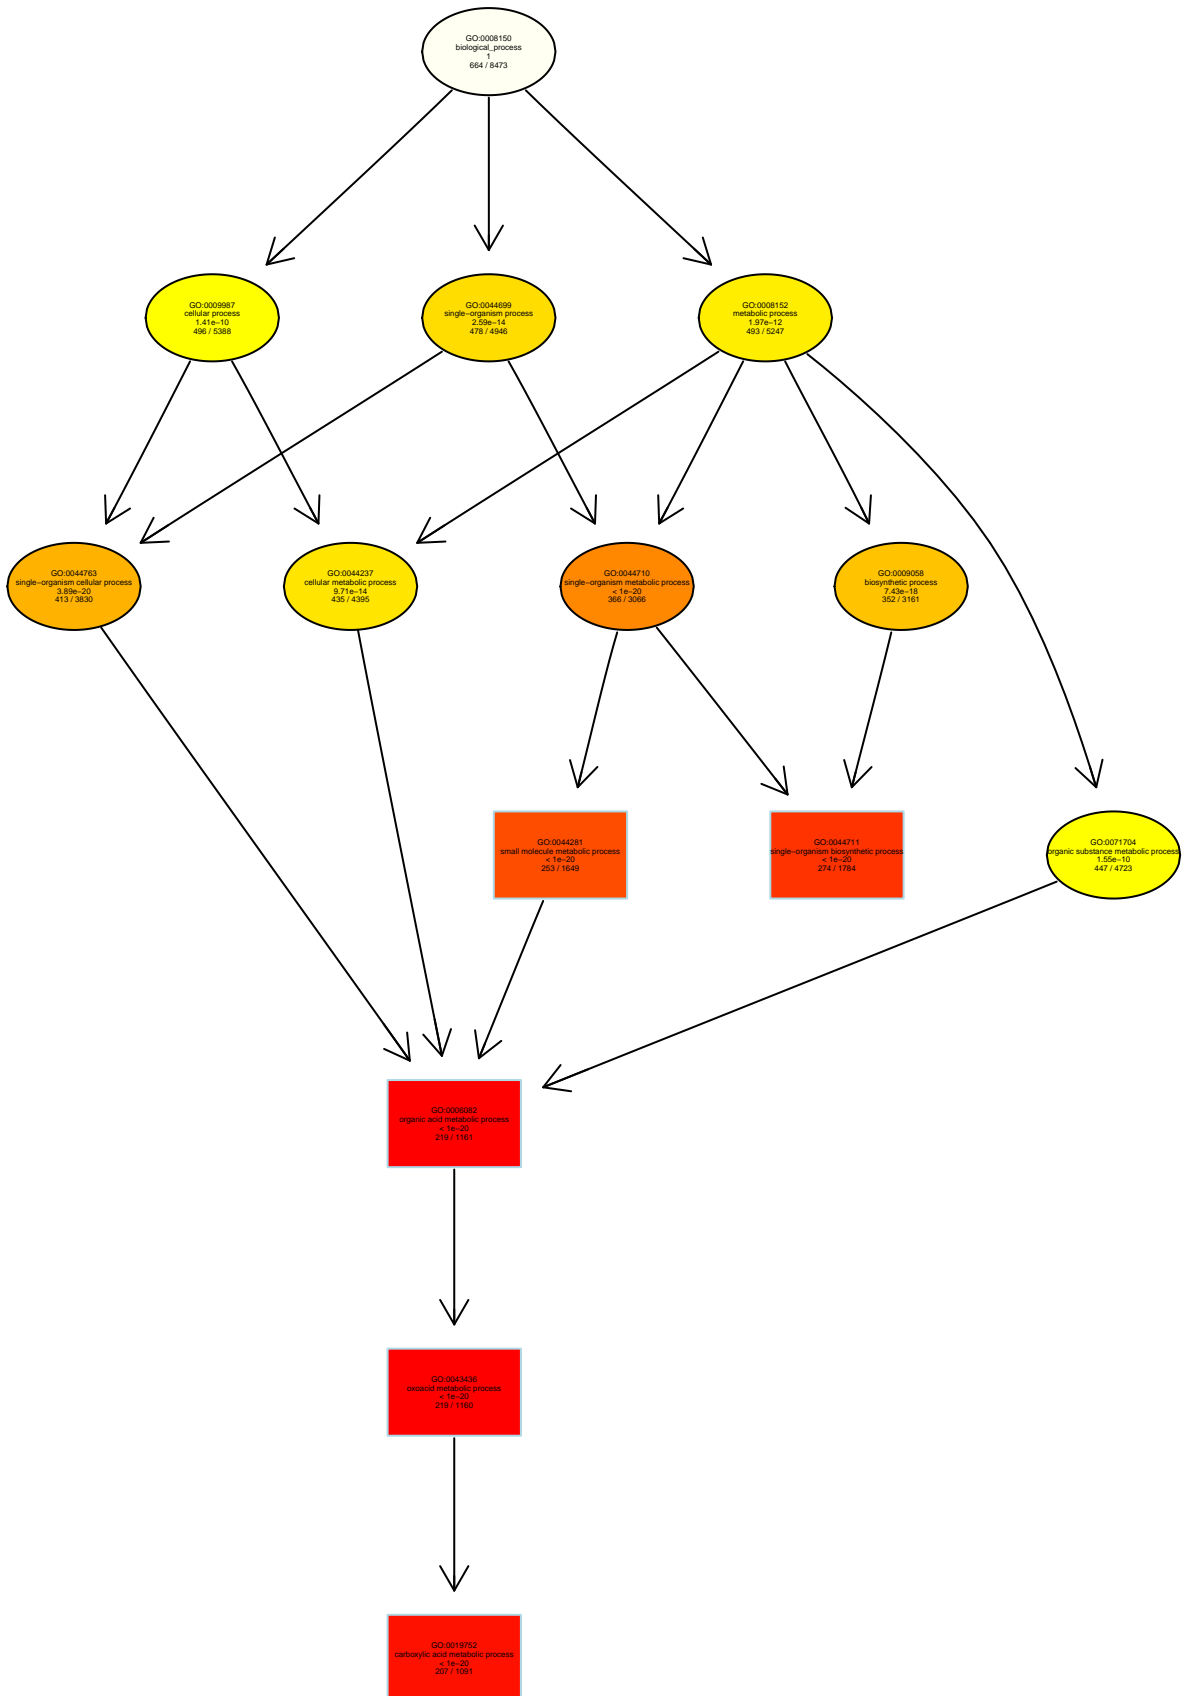 GO:0008150
biological_process
1
664 / 8473
GO:0009987
cellular process
1.41e−10
496 / 5388
GO:0044699
single−organism process
2.59e−14
478 / 4946
GO:0008152
metabolic process
1.97e−12
493 / 5247
GO:0044763
single−organism cellular process
3.89e−20
413 / 3830
GO:0044237
cellular metabolic process
9.71e−14
435 / 4395
GO:0044710
single−organism metabolic process
< 1e−20
366 / 3066
GO:0009058
biosynthetic process
7.43e−18
352 / 3161
GO:0044281
small molecule metabolic process
< 1e−20
253 / 1649
GO:0044711
single−organism biosynthetic process
< 1e−20
274 / 1784
GO:0071704
organic substance metabolic process
1.55e−10
447 / 4723
GO:0006082
organic acid metabolic process
< 1e−20
219 / 1161
GO:0043436
oxoacid metabolic process
< 1e−20
219 / 1160
GO:0019752
carboxylic acid metabolic process
< 1e−20
207 / 1091